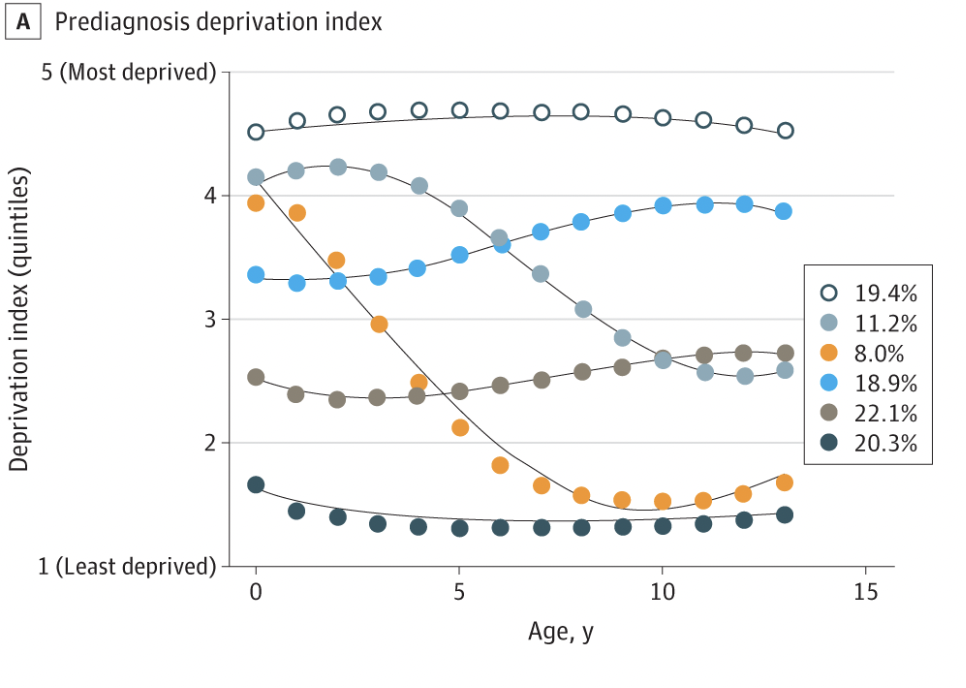 A Prediagnosis deprivation index
5 (Most deprived)
4
3
2
1 (Least deprived)
Deprivation index (quintiles)
0 5 10 15
Age, y
19.4%
11.2%
8.0%
18.9%
22.1%
20.3%